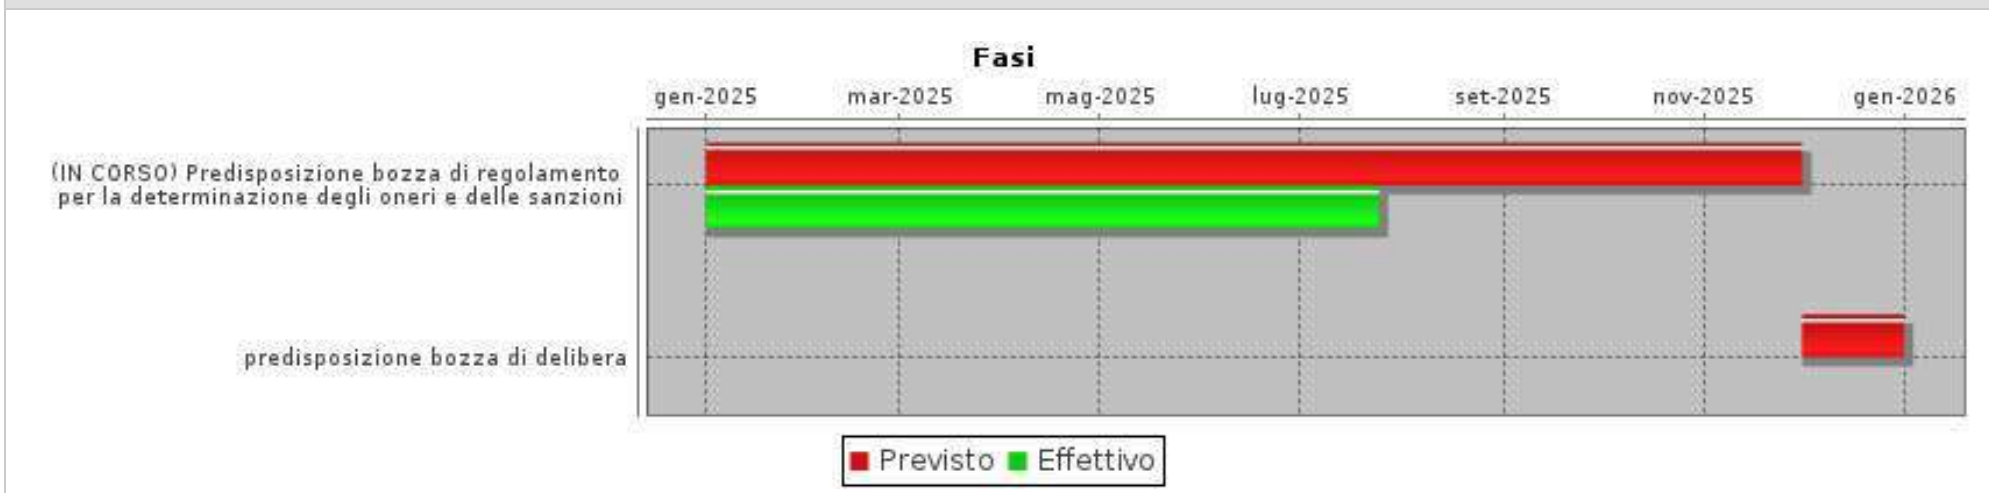 Fasi
gen-2025 mar-2025 mag-2025 lug-2025 set-2025 nov-2025 gen-2026
(IN CORSO) Predisposizione bozza di regolamento
per la determinazione degli oneri e delle sanzioni
predisposizione bozza di delibera
Previsto Effettivo